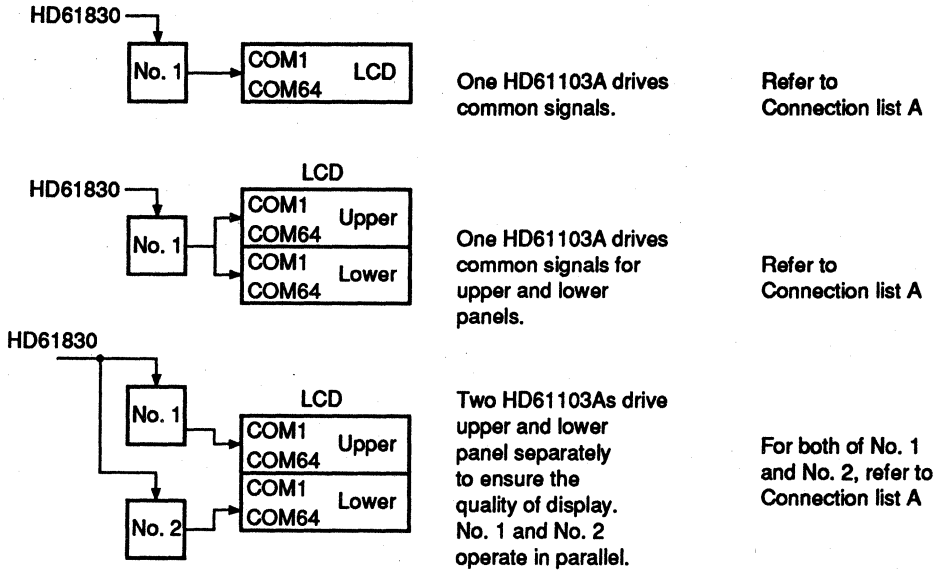 HD61830
No. 1
COM1
COM64
LCD
One HD61103A drives
common signals.
Refer to
Connection list A
LCD
HD61830
No. 1
COM1
COM64
Upper
COM1
COM64
Lower
One HD61103A drives
common signals for
upper and lower
panels.
Refer to
Connection list A
HD61830
No. 1
No. 2
LCD
COM1
COM64
Upper
COM1
COM64
Lower
Two HD61103As drive
upper and lower
panel separately
to ensure the
quality of display.
No. 1 and No. 2
operate in parallel.
For both of No. 1
and No. 2, refer to
Connection list A